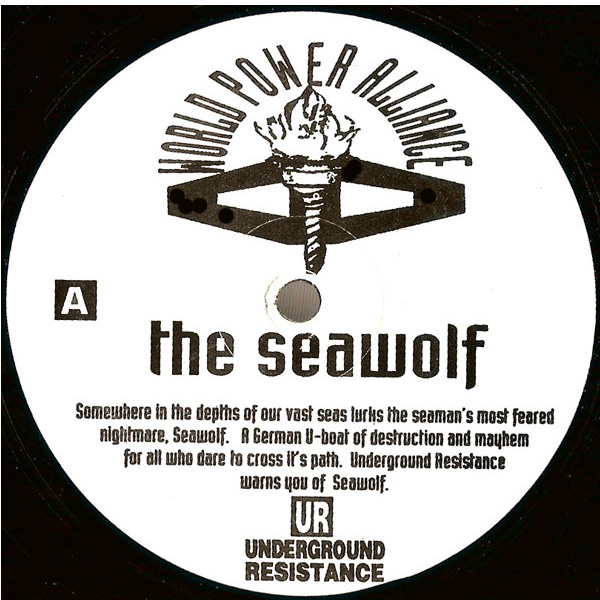 WORLD POWER ALLIANCE
A
the seawolf
Somewhere in the depths of our vast seas lurks the seaman's most feared
nightmare, Seawolf. A German U-boat of destruction and mayhem
for all who dare to cross it's path. Underground Resistance
warns you of Seawolf.
UR
UNDERGROUND
RESISTANCE